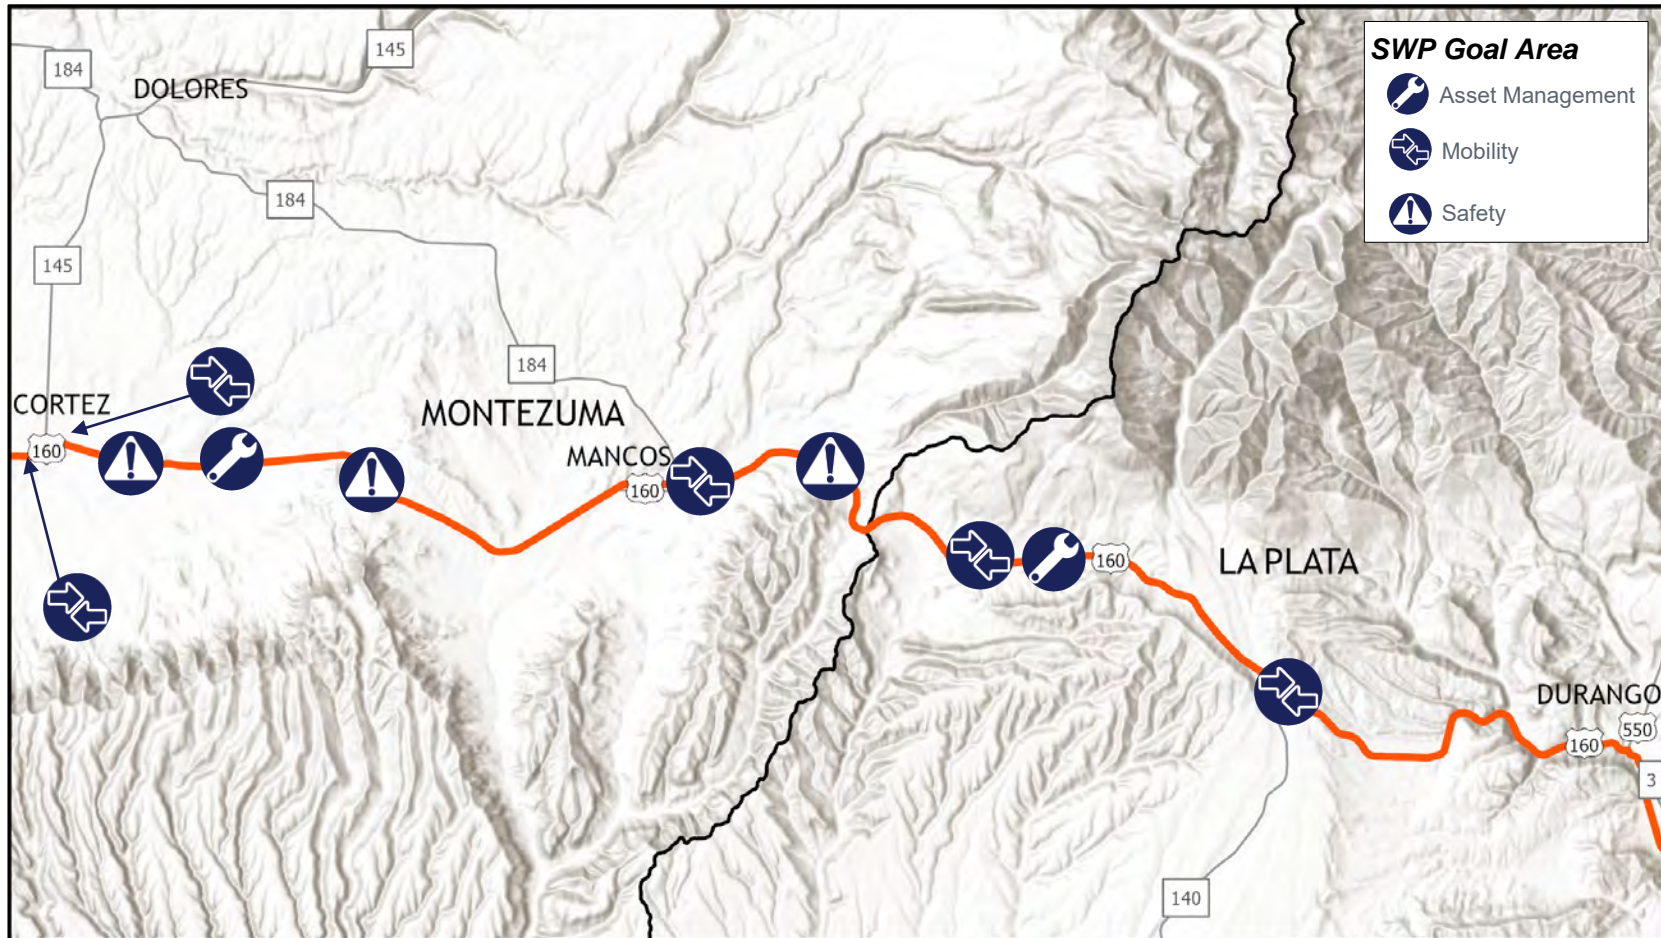 SWP Goal Area
Asset Management
Mobility
Safety
145
184
DOLORES
184
145
184
CORTEZ
MONTEZUMA
160
MANCOS
160
160
LA PLATA
DURANGO
550
160
3
140